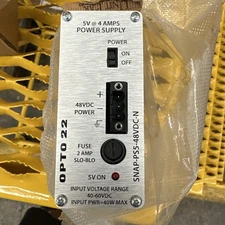 5V @ 4 AMPS
POWER SUPPLY
POWER
ON
OFF
+
48VDC
POWER
-
FUSE
2 AMP
SLO-BLO
5V ON
OPTO 22
SNAP-PS5-48VDC-N
INPUT VOLTAGE RANGE
40-60VDC
INPUT PWR=40W MAX